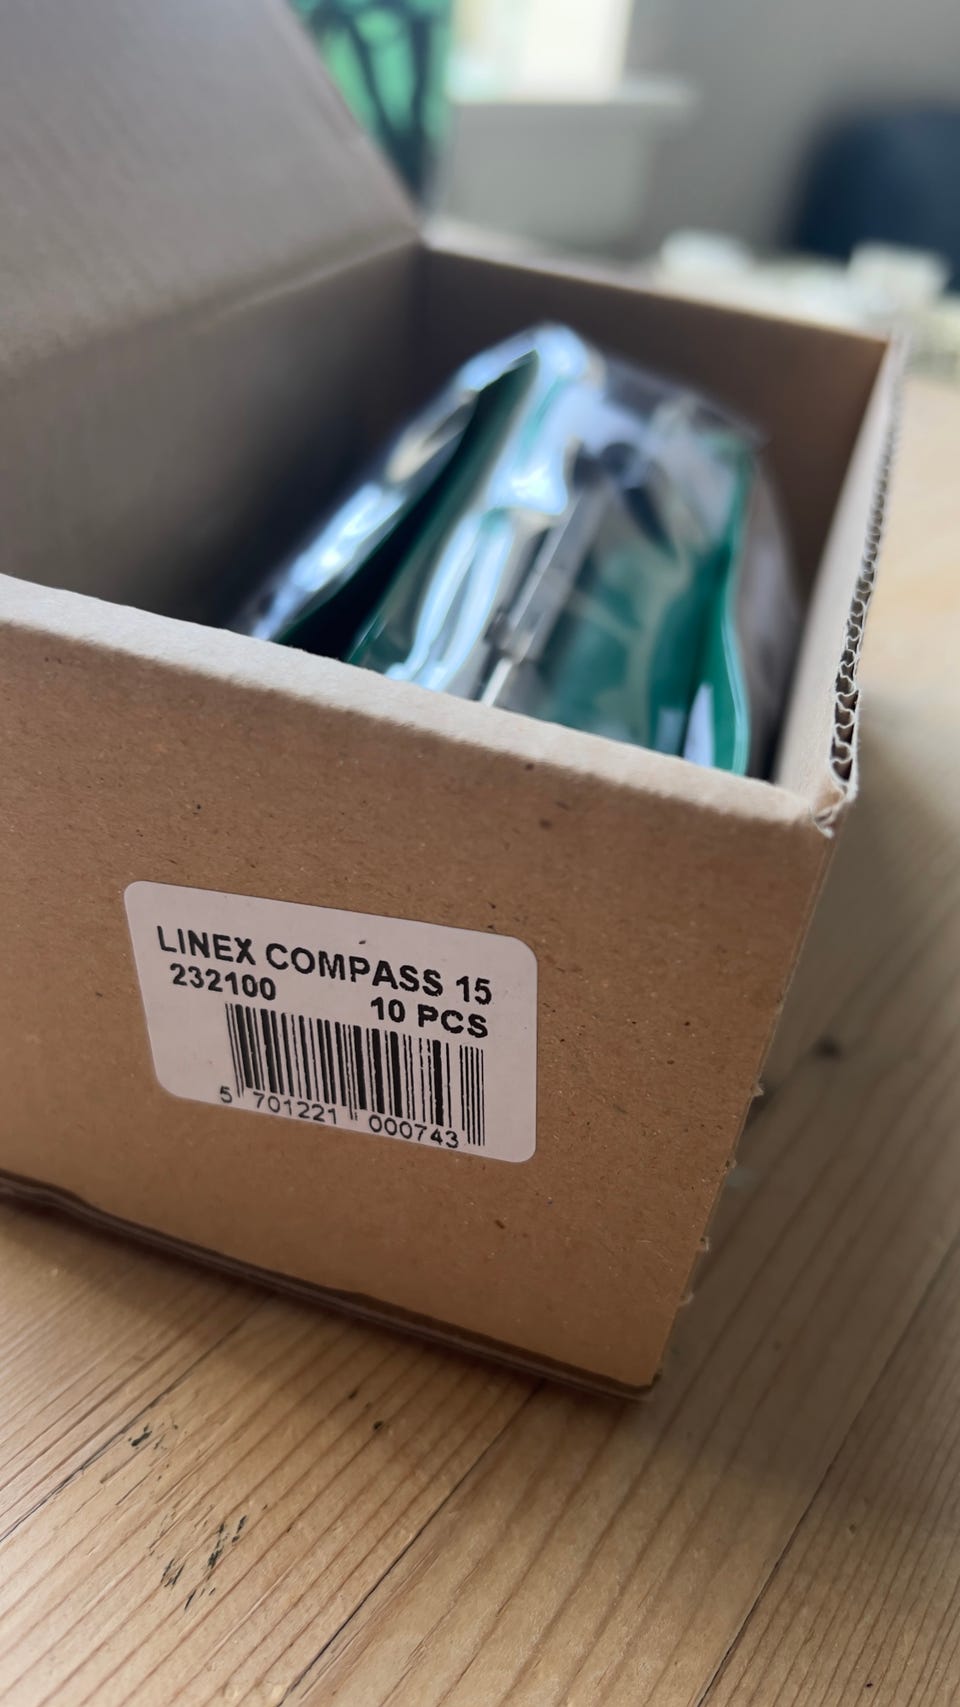 LINEX COMPASS 15
232100
10 PCS
5 701221 000743